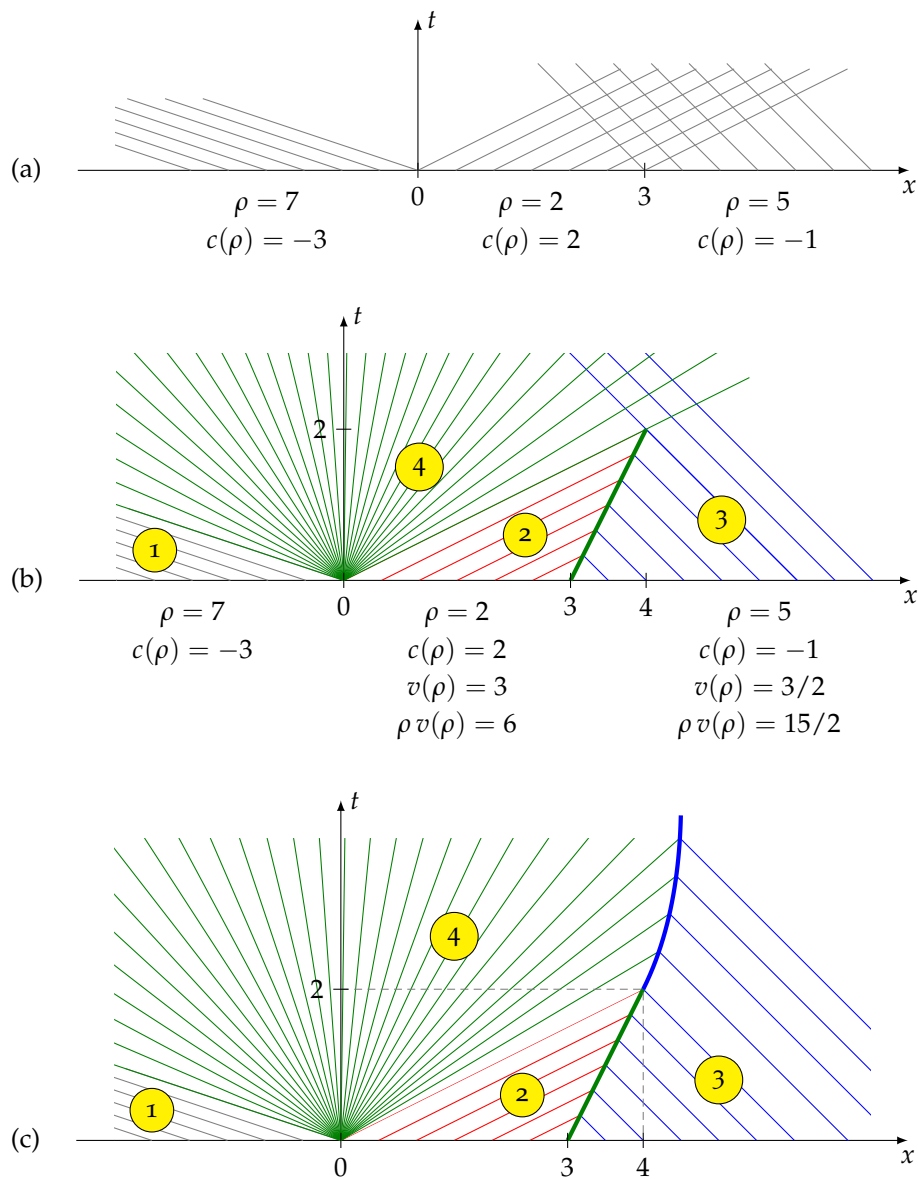 t
(a)
0 3 x
ρ = 7 ρ = 2 ρ = 5
c(ρ) = −3 c(ρ) = 2 c(ρ) = −1
t
2
4
3
2
1
(b)
0 3 4 x
ρ = 7 ρ = 2 ρ = 5
c(ρ) = −3 c(ρ) = 2 c(ρ) = −1
v(ρ) = 3 v(ρ) = 3/2
ρ v(ρ) = 6 ρ v(ρ) = 15/2
t
4
2
3
2
1
(c)
0 3 4 x